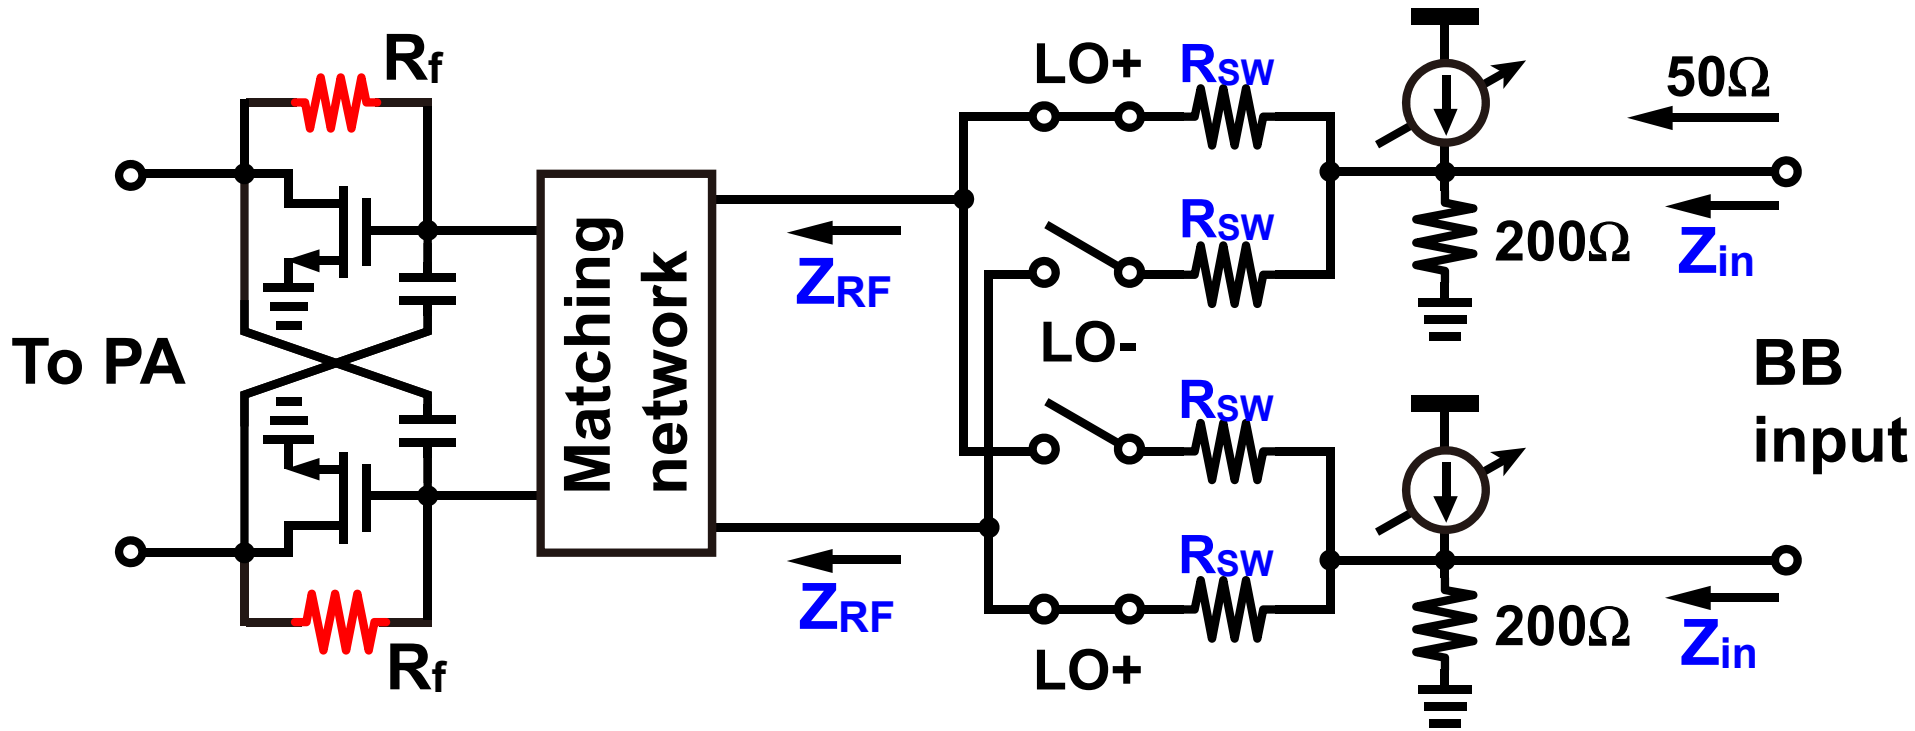 Rf
LO+
RSW
50Ω
RSW
Zin
200Ω
ZRF
Matching
network
To PA
LO-
BB
input
RSW
ZRF
RSW
200Ω
Zin
Rf
LO+